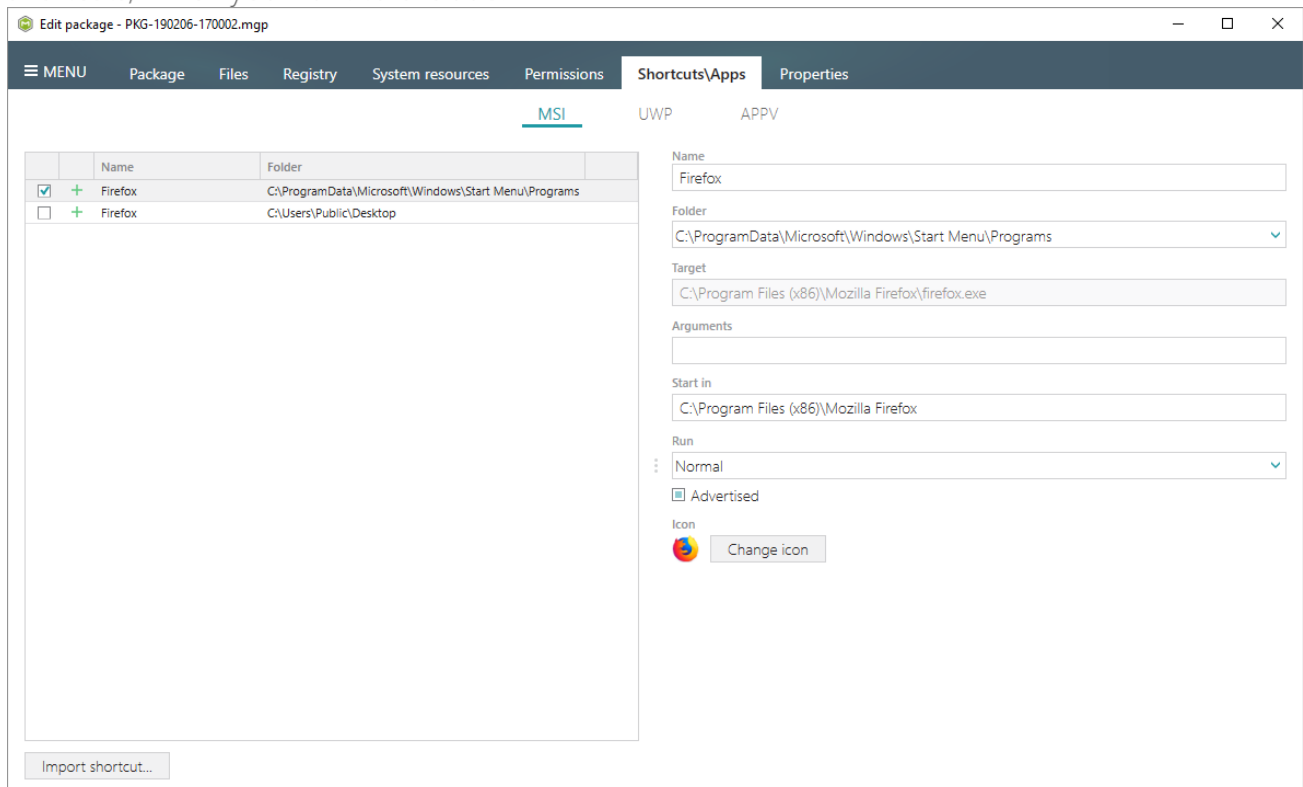 Edit package - PKG-190206-170002.mgp
MENU Package Files Registry System resources Permissions Shortcuts\Apps Properties
MSI UWP APPV
Name Folder
Firefox C:\ProgramData\Microsoft\Windows\Start Menu\Programs
Firefox C:\Users\Public\Desktop
Name
Firefox
Folder
C:\ProgramData\Microsoft\Windows\Start Menu\Programs
Target
C:\Program Files (x86)\Mozilla Firefox\firefox.exe
Arguments
Start in
C:\Program Files (x86)\Mozilla Firefox
Run
Normal
Advertised
Icon
Change icon
Import shortcut...